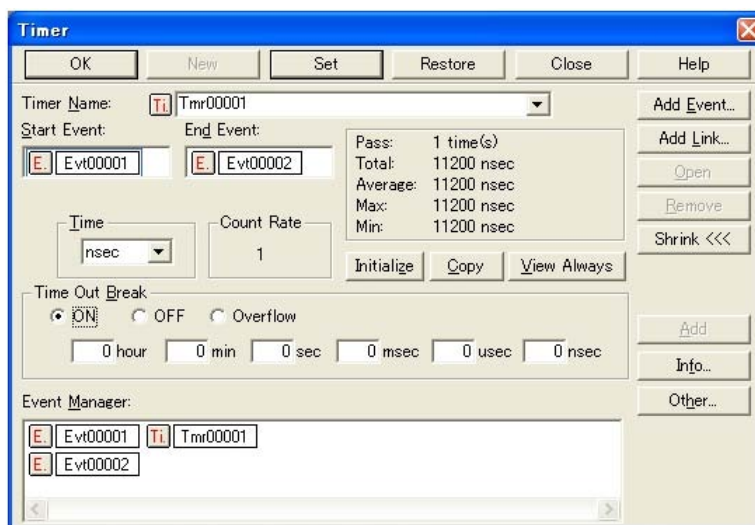 Timer
OK New Set Restore Close Help
Timer Name: Ti. Tmr00001 Add Event...
Start Event: End Event: Add Link...
E. Evt00001 E. Evt00002
Pass: 1 time(s)
Total: 11200 nsec
Average: 11200 nsec
Max: 11200 nsec
Min: 11200 nsec
Open
Remove
Shrink <<<
Time Count Rate
nsec 1
Initialize Copy View Always
Time Out Break
ON OFF Overflow
0 hour 0 min 0 sec 0 msec 0 usec 0 nsec
Add
Info...
Other...
Event Manager:
E. Evt00001 Ti. Tmr00001
E. Evt00002